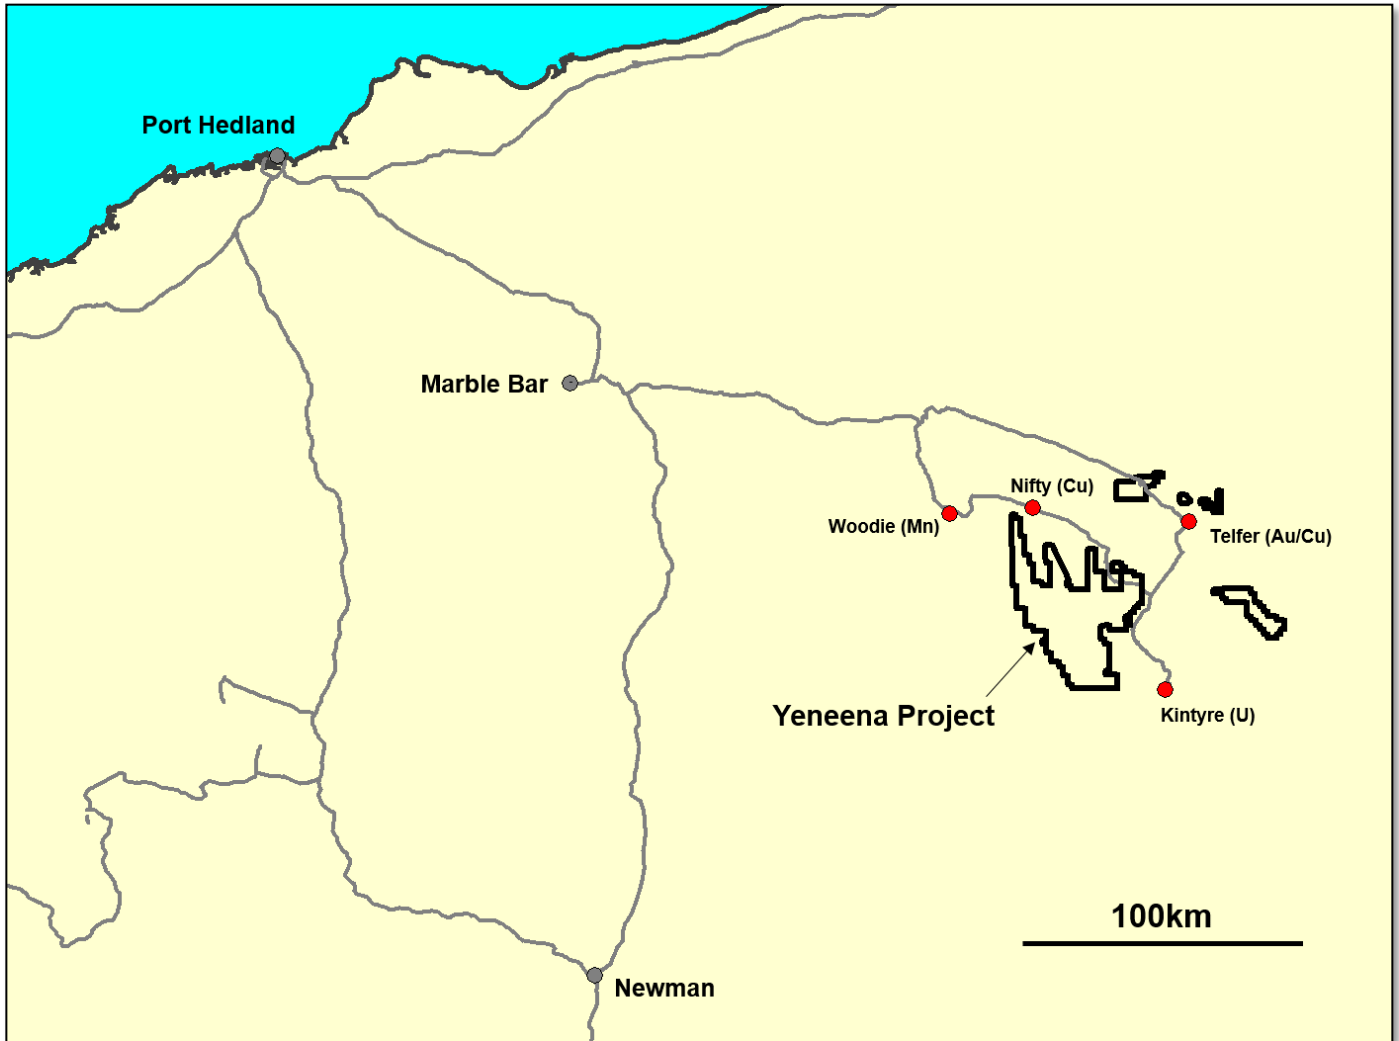 Port Hedland
Marble Bar
Nifty (Cu)
Woodie (Mn)
Telfer (Au/Cu)
Yeneena Project
Kintyre (U)
100km
Newman